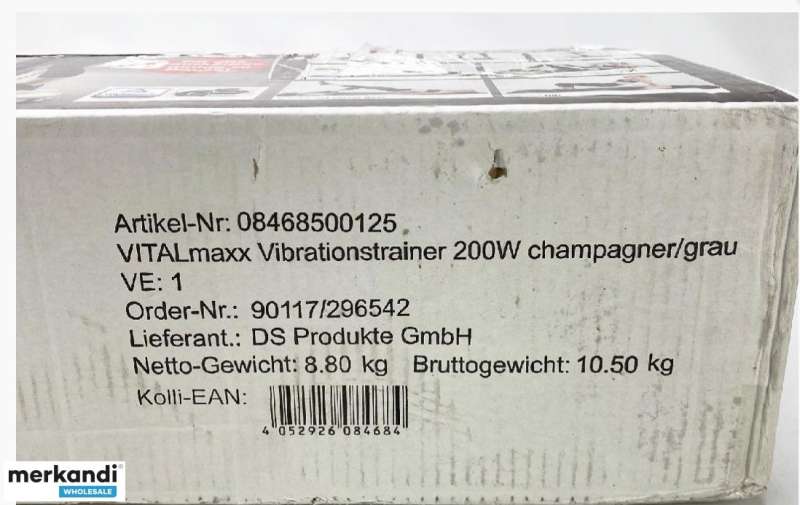 Artikel-Nr: 08468500125
VITALmaxx Vibrationstrainer 200W champagner/grau
VE: 1
Order-Nr.: 90117/296542
Lieferant.: DS Produkte GmbH
Netto-Gewicht: 8.80 kg Bruttogewicht: 10.50 kg
Kolli-EAN:
4 052926 084684
merkandi
WHOLESALE